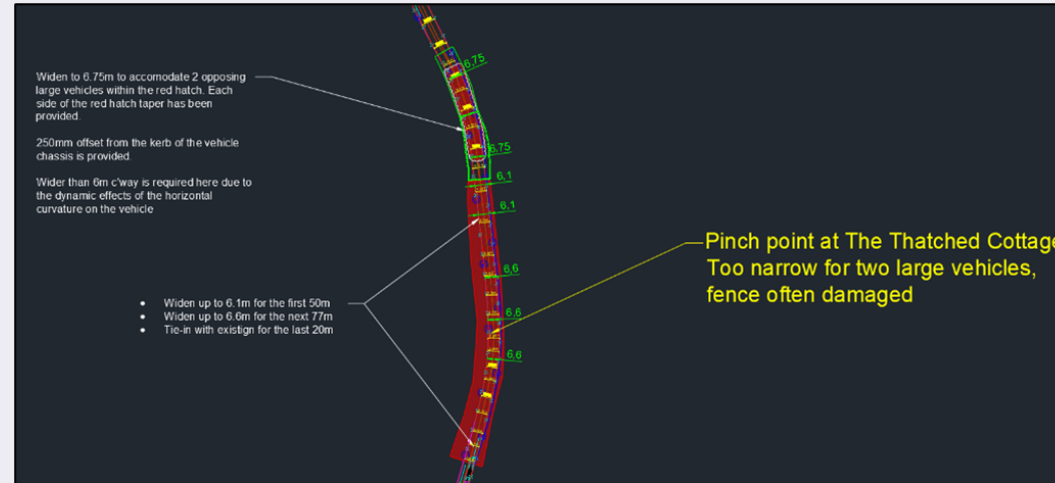 Widen to 6.75m to accomodate 2 opposing
large vehicles within the red hatch. Each
side of the red hatch taper has been
provided.
250mm offset from the kerb of the vehicle
chassis is provided.
Wider than 6m c'way is required here due to
the dynamic effects of the horizontal
curvature on the vehicle
6,75
6,75
6,1
6,1
Pinch point at The Thatched Cottage
Too narrow for two large vehicles,
fence often damaged
6,6
• Widen up to 6.1m for the first 50m
• Widen up to 6.6m for the next 77m
• Tie-in with existign for the last 20m
6,6
6,6